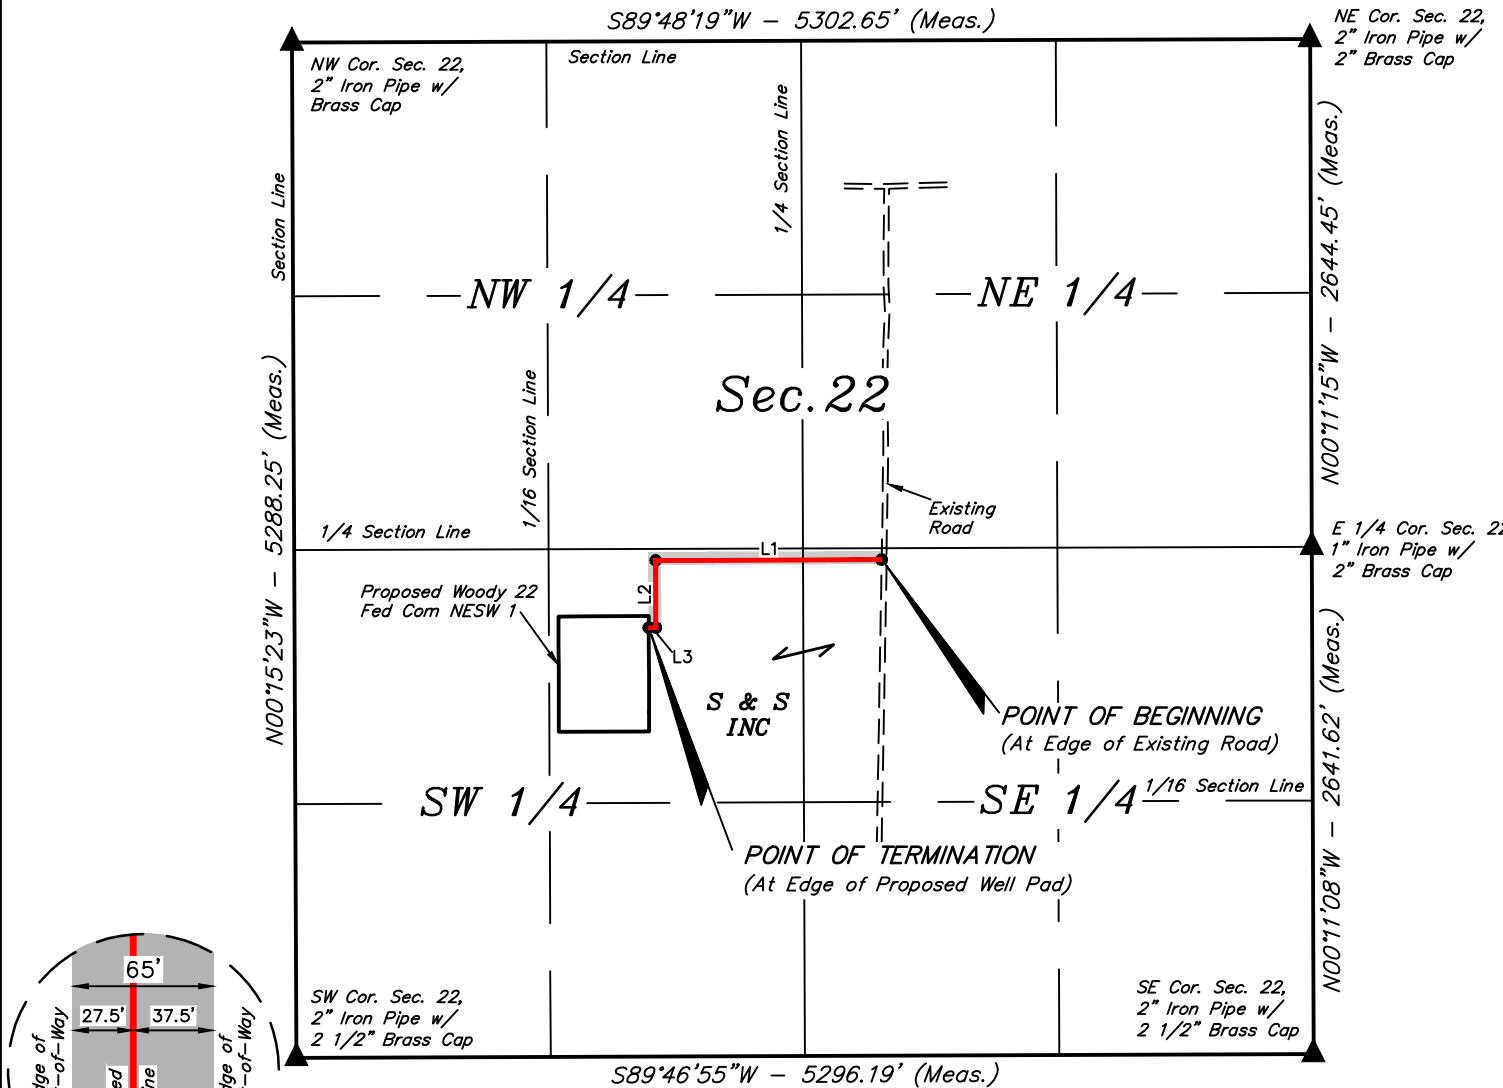 S89°48'19"W – 5302.65' (Meas.)
NE Cor. Sec. 22,
2" Iron Pipe w/
2" Brass Cap
NW Cor. Sec. 22,
2" Iron Pipe w/
Brass Cap
Section Line
1/4 Section Line
Section Line
N00°11'15"W – 2644.45' (Meas.)
NW 1/4
NE 1/4
Sec.22
1/16 Section Line
N00°15'23"W – 5288.25' (Meas.)
Existing
Road
1/4 Section Line
L1
E 1/4 Cor. Sec. 22
1" Iron Pipe w/
2" Brass Cap
Proposed Woody 22
Fed Com NESW 1
L2
L3
S & S
INC
POINT OF BEGINNING
(At Edge of Existing Road)
N00°11'08"W – 2641.62' (Meas.)
SW 1/4
SE 1/4
1/16 Section Line
POINT OF TERMINATION
(At Edge of Proposed Well Pad)
65'
27.5'
37.5'
of
-of-Way
of
-of-Way
SW Cor. Sec. 22,
2" Iron Pipe w/
2 1/2" Brass Cap
SE Cor. Sec. 22,
2" Iron Pipe w/
2 1/2" Brass Cap
S89°46'55"W – 5296.19' (Meas.)